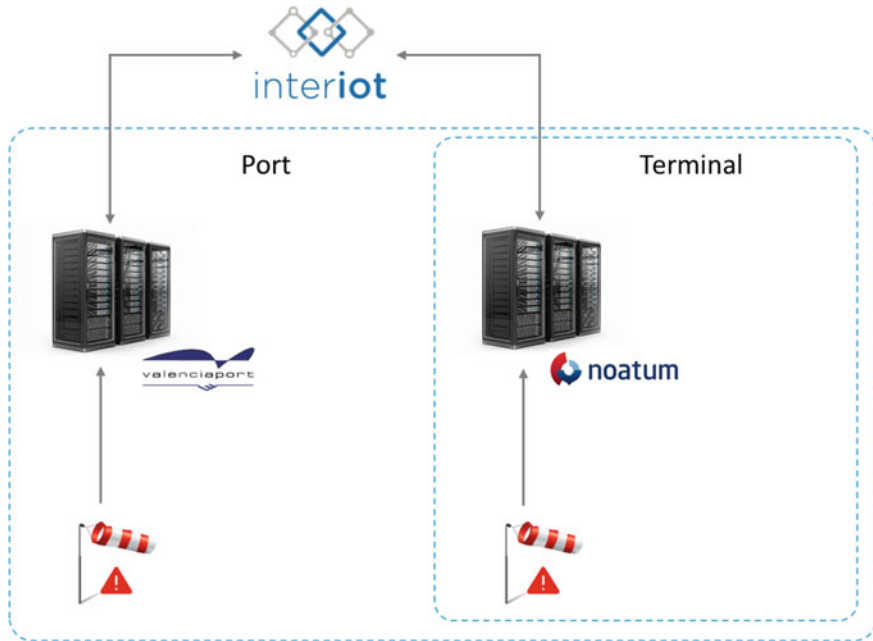 interiot
Port
Terminal
valenciaport
noatum